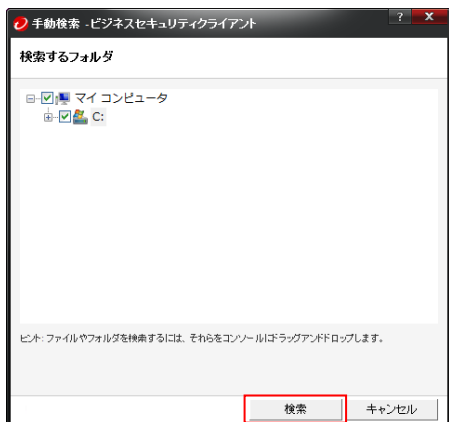 手動検索 -ビジネスセキュリティクライアント
? X
検索するフォルダ
マイ コンピュータ
C:
ヒント: ファイルやフォルダを検索するには、それらをコンソールにドラッグアンドドロップします。
検索 キャンセル